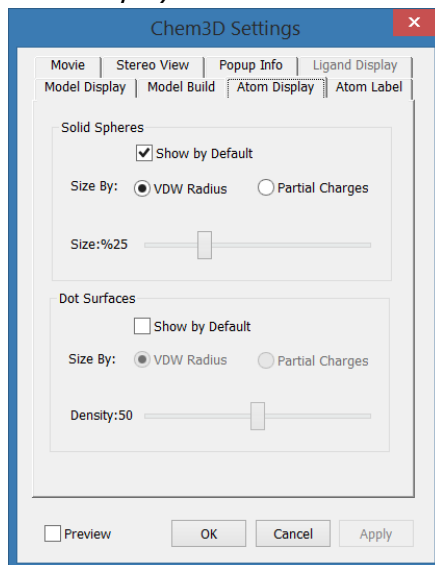 Chem3D Settings
Movie Stereo View Popup Info Ligand Display
Model Display Model Build Atom Display Atom Label
Solid Spheres
Show by Default
Size By: VDW Radius Partial Charges
Size:%25
Dot Surfaces
Show by Default
Size By: VDW Radius Partial Charges
Density:50
Preview OK Cancel Apply